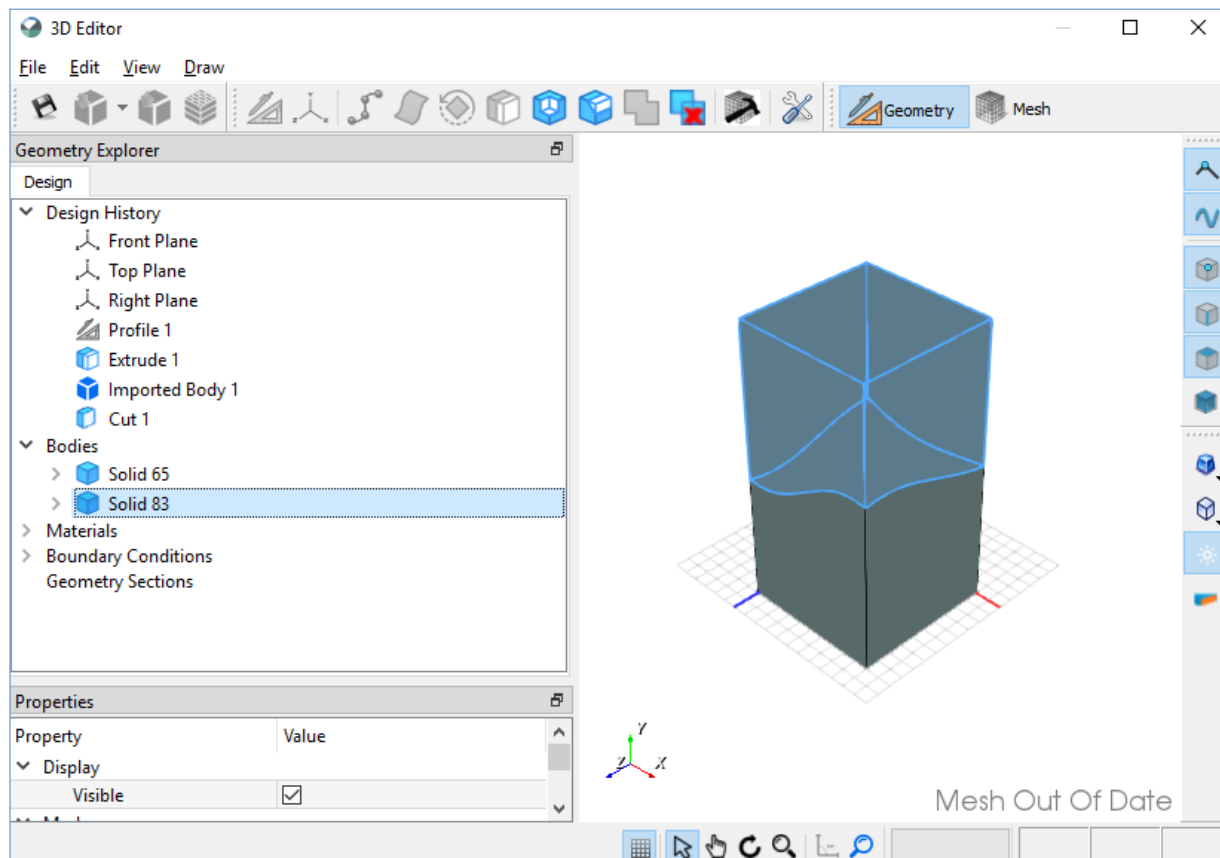 3D Editor
File Edit View Draw
Geometry Mesh
Geometry Explorer
Design
Design History
Front Plane
Top Plane
Right Plane
Profile 1
Extrude 1
Imported Body 1
Cut 1
Bodies
Solid 65
Solid 83
Materials
Boundary Conditions
Geometry Sections
Properties
Property Value
Display
Visible
Y
Z X
Mesh Out Of Date